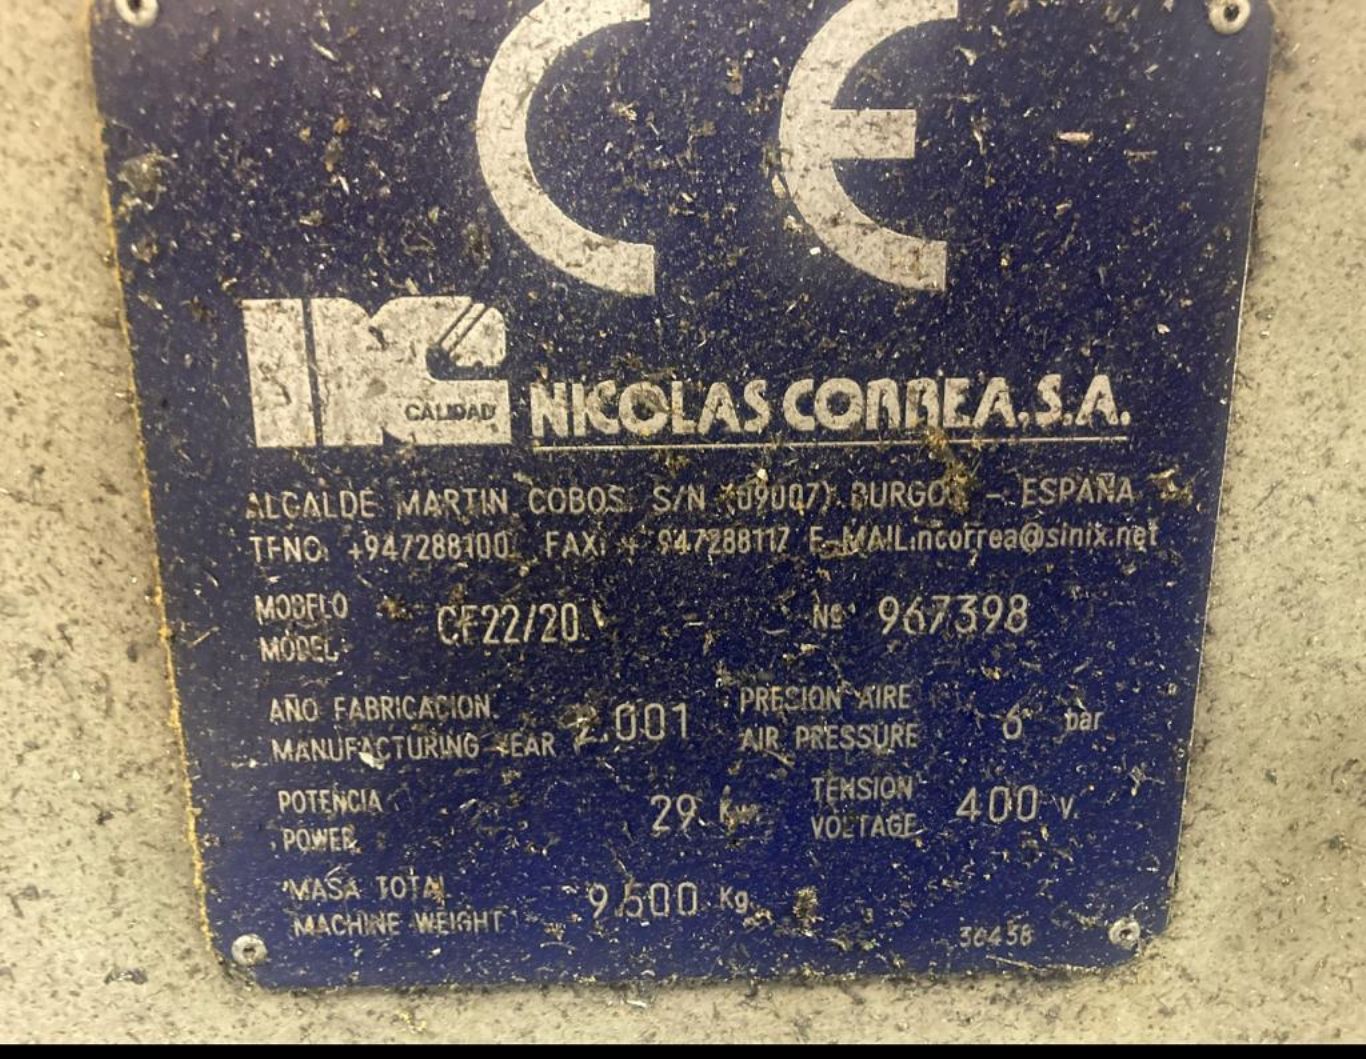 CE
CALIDAD
NICOLAS CORREA, S.A.
ALCALDE MARTIN COBOS S/N (09007) BURGOS - ESPAÑA
TFNO. +947288100 FAX: + 947288117 E-MAIL:ncorrea@sinix.net
MODELO
MODEL CF22/20 - Nº 967398
AÑO FABRICACION
MANUFACTURING YEAR 2.001
PRESION AIRE
AIR PRESSURE 6 bar
POTENCIA
POWER 29 Kw
TENSION
VOLTAGE 400 V.
MASA TOTAL
MACHINE WEIGHT 9.500 Kg